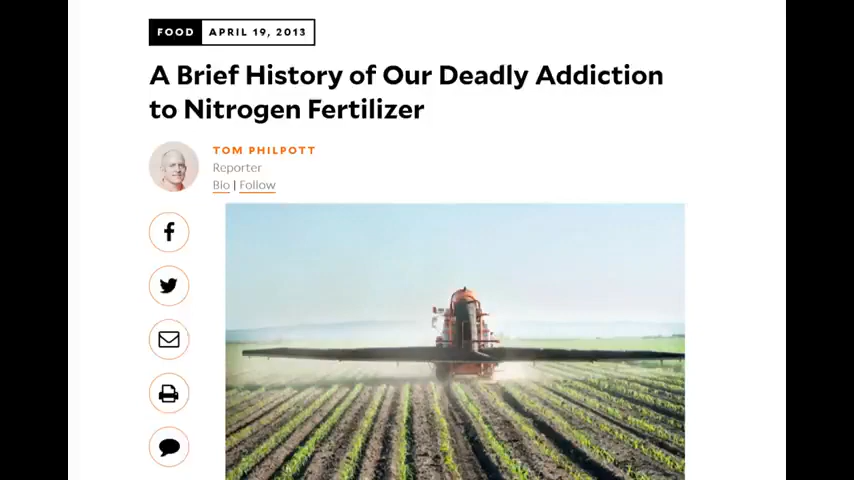 FOOD APRIL 19, 2013
A Brief History of Our Deadly Addiction
to Nitrogen Fertilizer
TOM PHILPOTT
Reporter
Bio | Follow